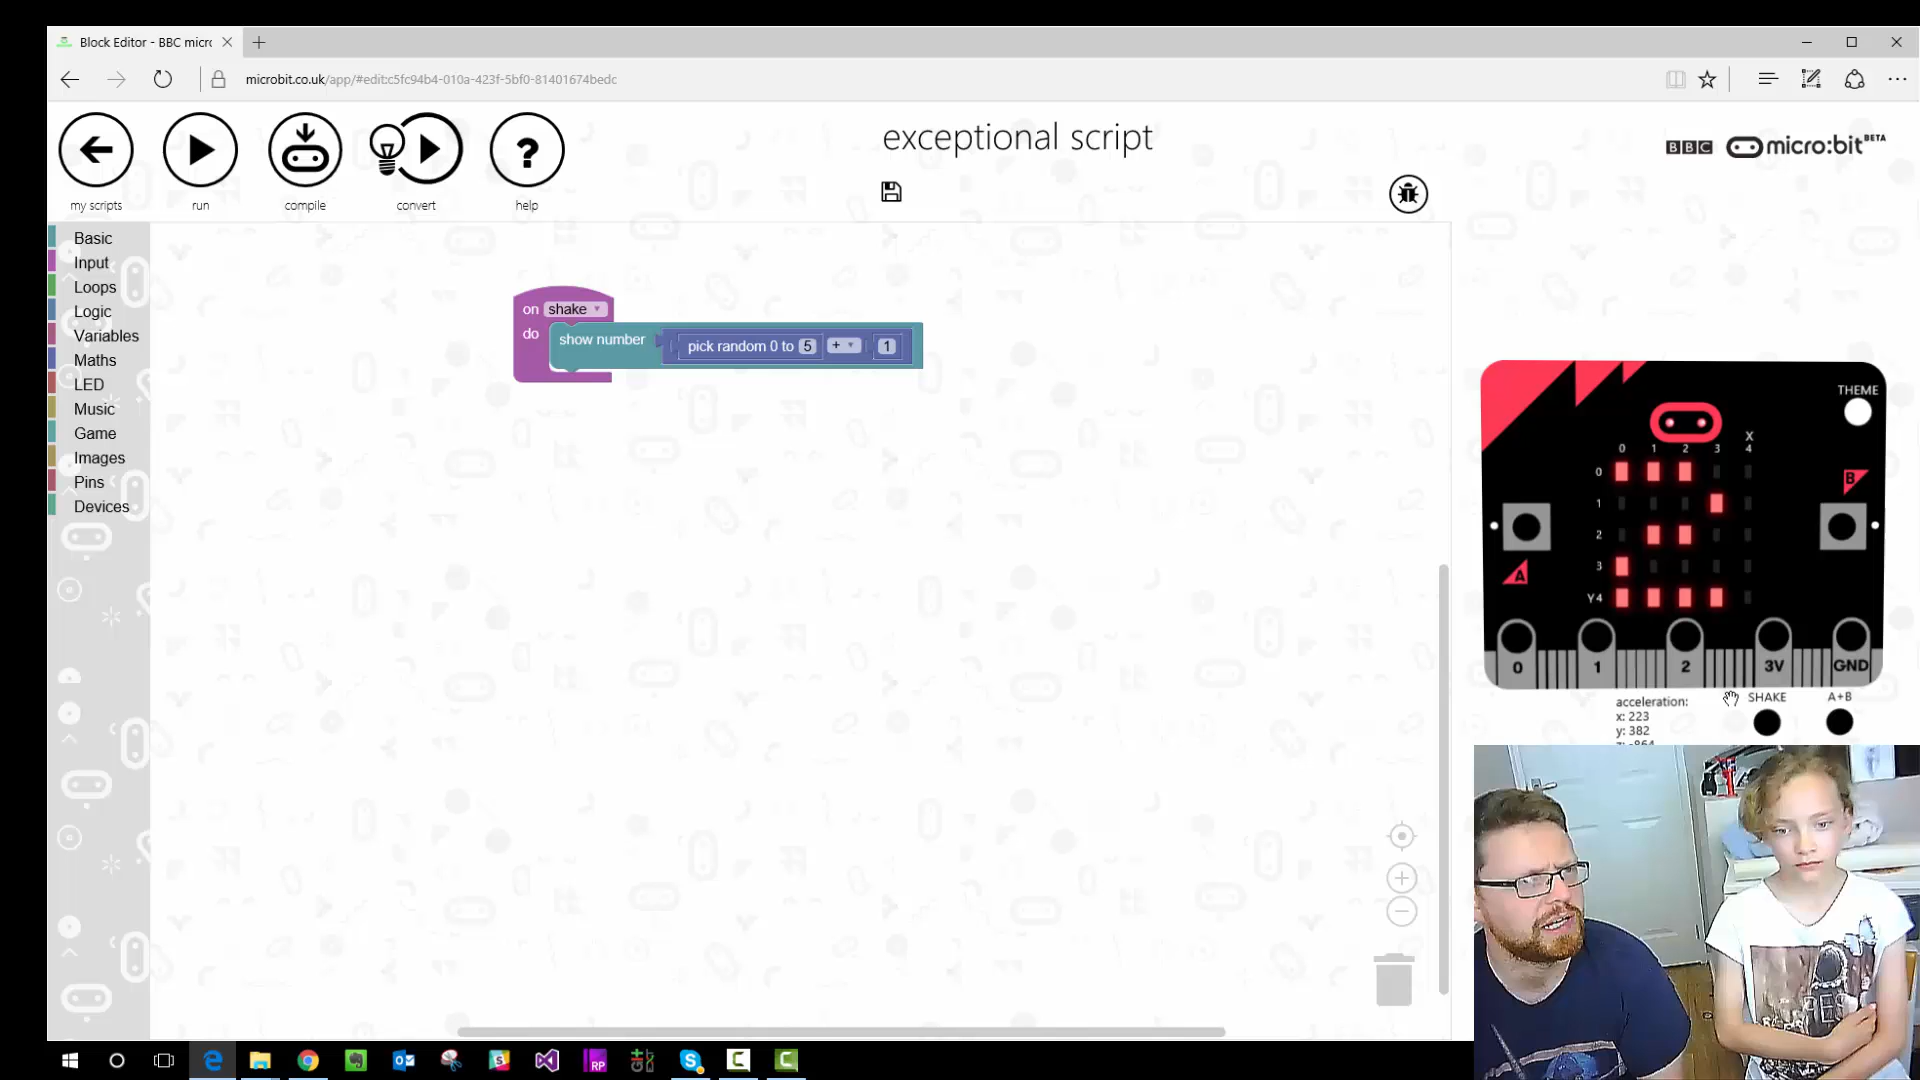 Block Editor - BBC micro
microbit.co.uk/app/#edit:c5fc94b4-010a-423f-5bf0-81401674bedc
my scripts
run
compile
convert
?
help
exceptional script
BBC micro:bit BETA
Basic
Input
Loops
Logic
Variables
Maths
LED
Music
Game
Images
Pins
Devices
on shake
do show number pick random 0 to 5 + 1
THEME
X
0 1 2 3 4
0
1
2
3
Y 4
A
B
0 1 2 3V GND
acceleration:
x: 223
y: 382
z: -864
SHAKE
A+B
RP